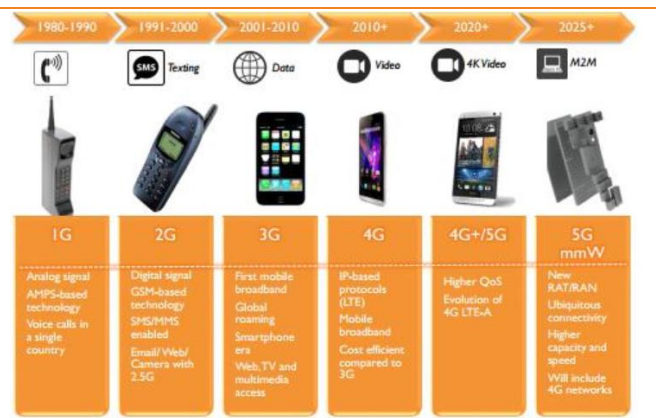 1980-1990
1991-2000
2001-2010
2010+
2020+
2025+
SMS
Texting
Data
Video
4K Video
M2M
1G
Analog signal
AMPS-based
technology
Voice calls in
a single
country
2G
Digital signal
GSM-based
technology
SMS/MMS
enabled
Email/Web/
Camera with
2.5G
3G
First mobile
broadband
Global
roaming
Smartphone
era
Web, TV and
multimedia
access
4G
IP-based
protocols
(LTE)
Mobile
broadband
Cost efficient
compared to
3G
4G+/5G
Higher QoS
Evolution of
4G LTE-A
5G
mmW
New
RAT/RAN
Ubiquitous
connectivity
Higher
capacity and
speed
Will include
4G networks